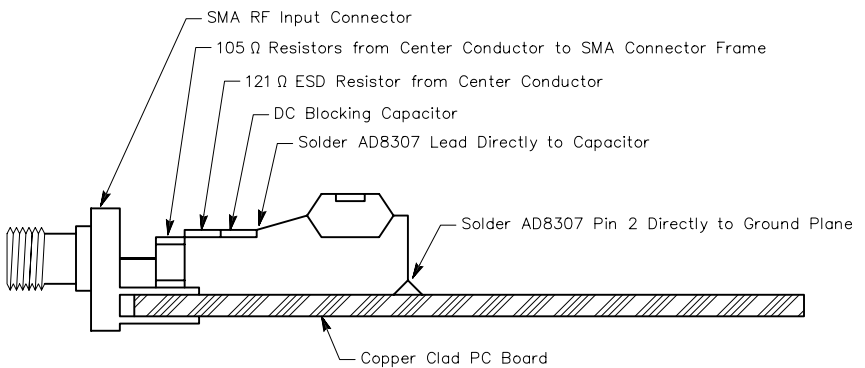 SMA RF Input Connector
105 Ω Resistors from Center Conductor to SMA Connector Frame
121 Ω ESD Resistor from Center Conductor
DC Blocking Capacitor
Solder AD8307 Lead Directly to Capacitor
Solder AD8307 Pin 2 Directly to Ground Plane
Copper Clad PC Board